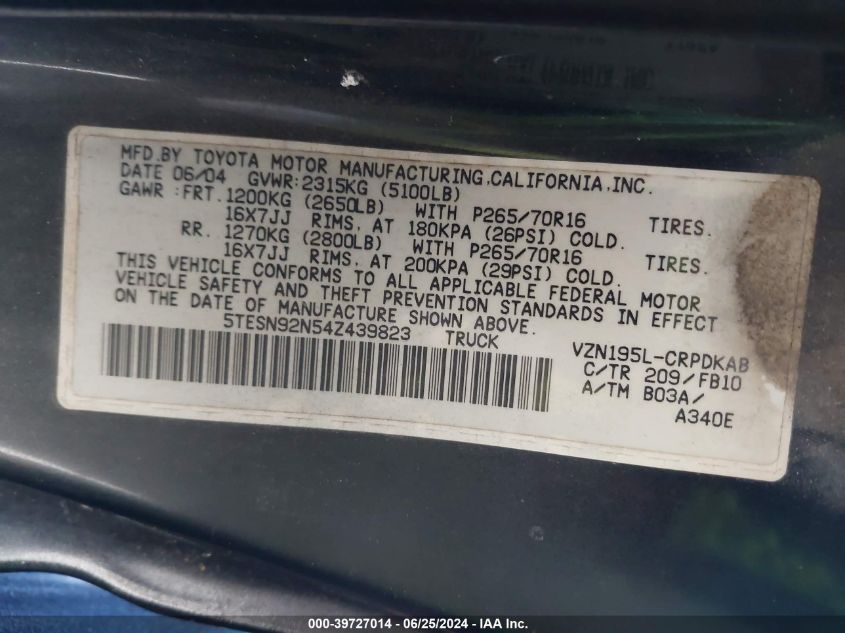 MFD.BY TOYOTA MOTOR MANUFACTURING,CALIFORNIA,INC.
DATE 06/04 GVWR:2315KG (5100LB)
GAWR :FRT.1200KG (2650LB) WITH P265/70R16 TIRES.
16X7JJ RIMS, AT 180KPA (26PSI) COLD.
RR. 1270KG (2800LB) WITH P265/70R16 TIRES.
16X7JJ RIMS, AT 200KPA (29PSI) COLD.
THIS VEHICLE CONFORMS TO ALL APPLICABLE FEDERAL MOTOR
VEHICLE SAFETY AND THEFT PREVENTION STANDARDS IN EFFECT
ON THE DATE OF MANUFACTURE SHOWN ABOVE.
5TESN92N54Z439823 TRUCK
VZN195L-CRPDKAB
C/TR 209/FB10
A/TM B03A/
A340E
000-39727014 / 06/25/2024 - IAA Inc.